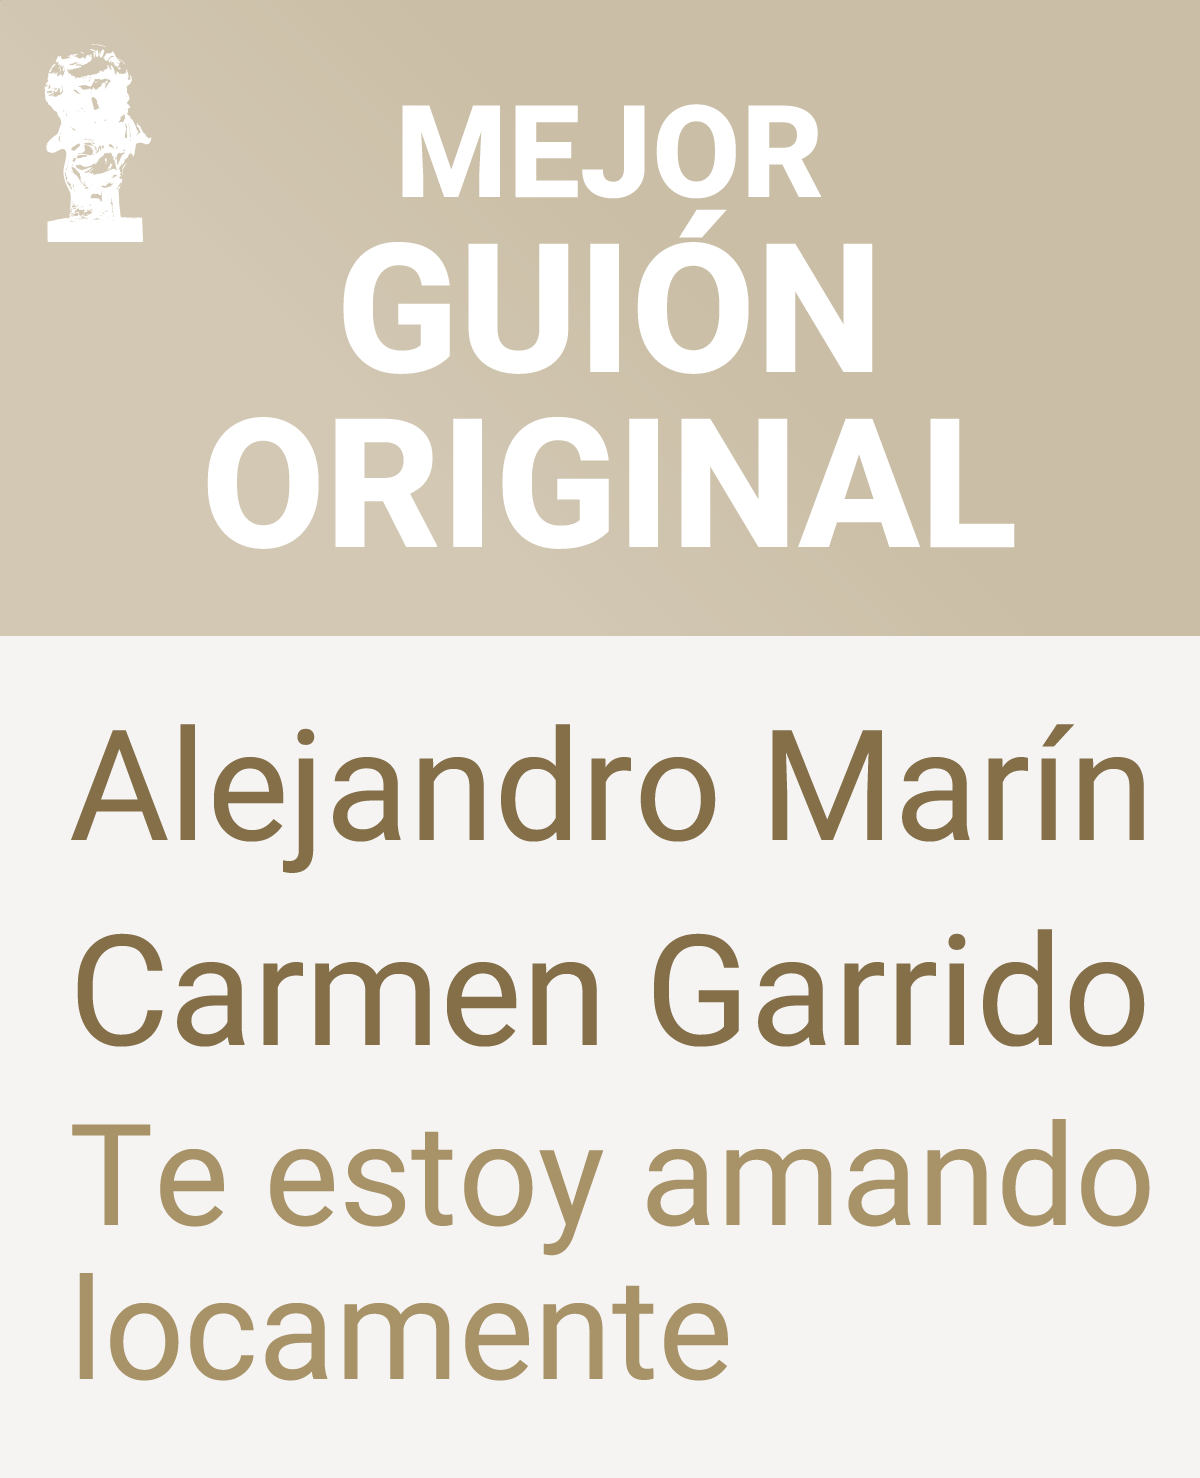 MEJOR
GUIÓN
ORIGINAL
Alejandro Marín
Carmen Garrido
Te estoy amando
locamente